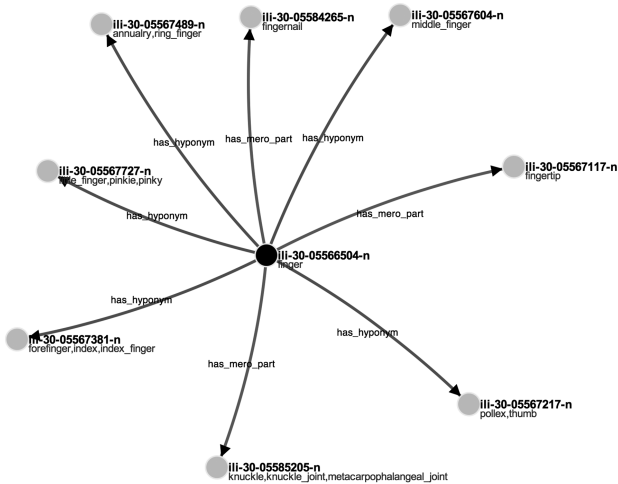 ili-30-05567489-n
annualry,ring_finger
ili-30-05584265-n
fingernail
ili-30-05567604-n
middle_finger
has_hyponym
has_mero_part
has_hyponym
ili-30-05567727-n
little_finger,pinkie,pinky
ili-30-05567117-n
fingertip
has_hyponym
has_mero_part
ili-30-05566504-n
finger
has_hyponym
ili-30-05567381-n
forefinger,index,index_finger
has_hyponym
has_mero_part
ili-30-05567217-n
pollex,thumb
ili-30-05585205-n
knuckle,knuckle_joint,metacarpophalangeal_joint